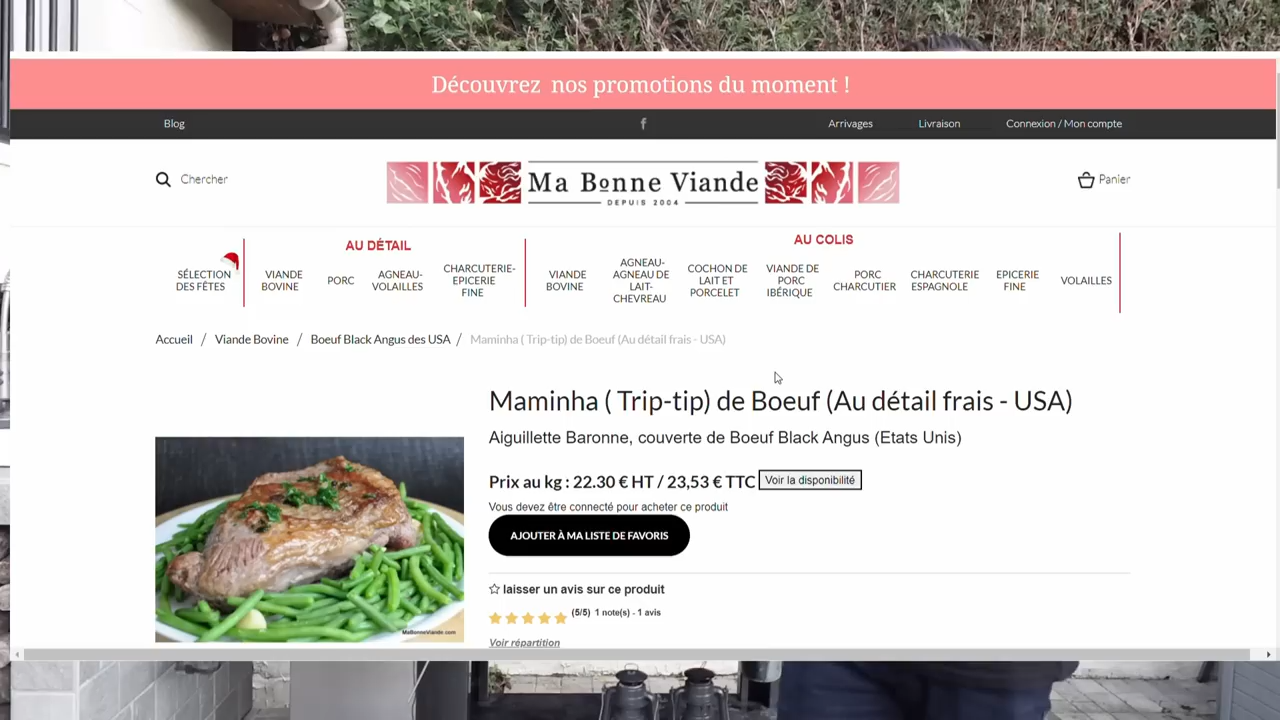 Découvrez nos promotions du moment !
Blog
Arrivages
Livraison
Connexion / Mon compte
Chercher
Ma Bonne Viande
DEPUIS 2004
Panier
AU DÉTAIL
AU COLIS
SÉLECTION
DES FÊTES
VIANDE
BOVINE
PORC
AGNEAU-
VOLAILLES
CHARCUTERIE-
EPICERIE
FINE
VIANDE
BOVINE
AGNEAU-
AGNEAU DE
LAIT-
CHEVREAU
COCHON DE
LAIT ET
PORCELET
VIANDE DE
PORC
IBÉRIQUE
PORC
CHARCUTIER
CHARCUTERIE
ESPAGNOLE
EPICERIE
FINE
VOLAILLES
Accueil / Viande Bovine / Boeuf Black Angus des USA / Maminha ( Trip-tip) de Boeuf (Au détail frais - USA)
Maminha ( Trip-tip) de Boeuf (Au détail frais - USA)
Aiguillette Baronne, couverte de Boeuf Black Angus (Etats Unis)
Prix au kg : 22.30 € HT / 23,53 € TTC Voir la disponibilité
Vous devez être connecté pour acheter ce produit
AJOUTER À MA LISTE DE FAVORIS
laisser un avis sur ce produit
(5/5) 1 note(s) - 1 avis
Voir répartition
MaBonneViande.com